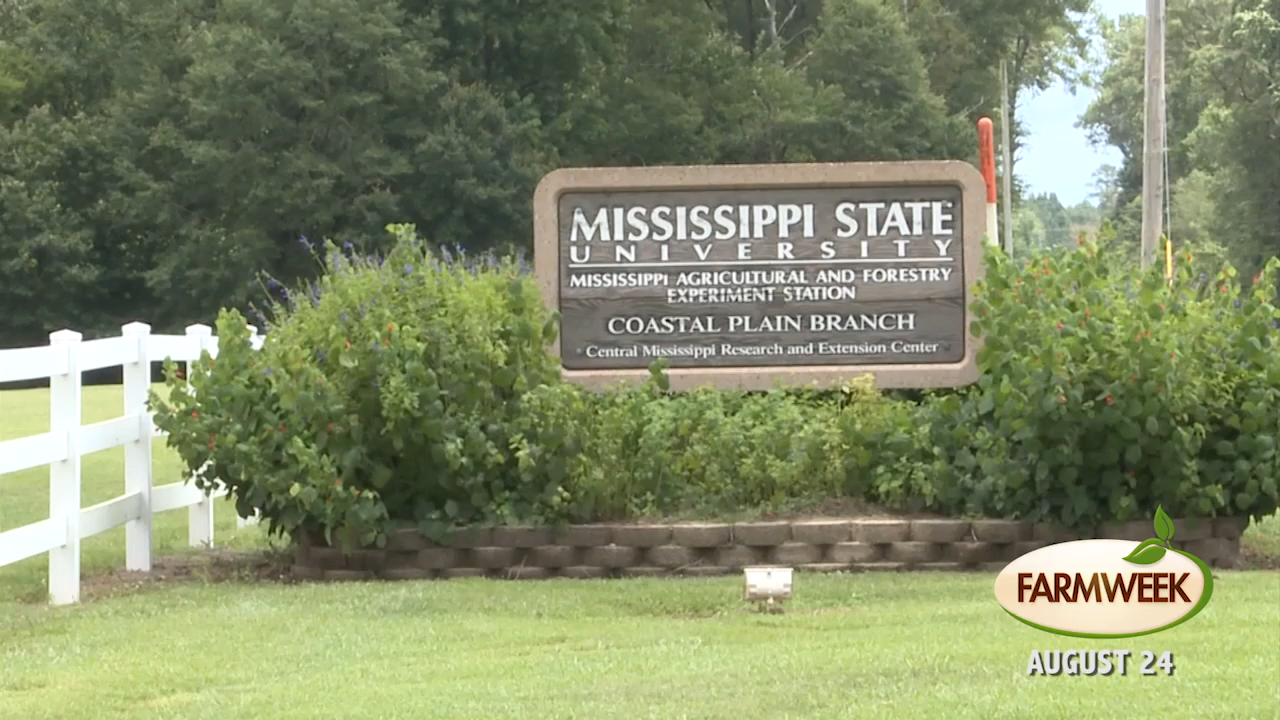 MISSISSIPPI STATE
UNIVERSITY
MISSISSIPPI AGRICULTURAL AND FORESTRY
EXPERIMENT STATION
COASTAL PLAIN BRANCH
Central Mississippi Research and Extension Center
FARMWEEK
AUGUST 24